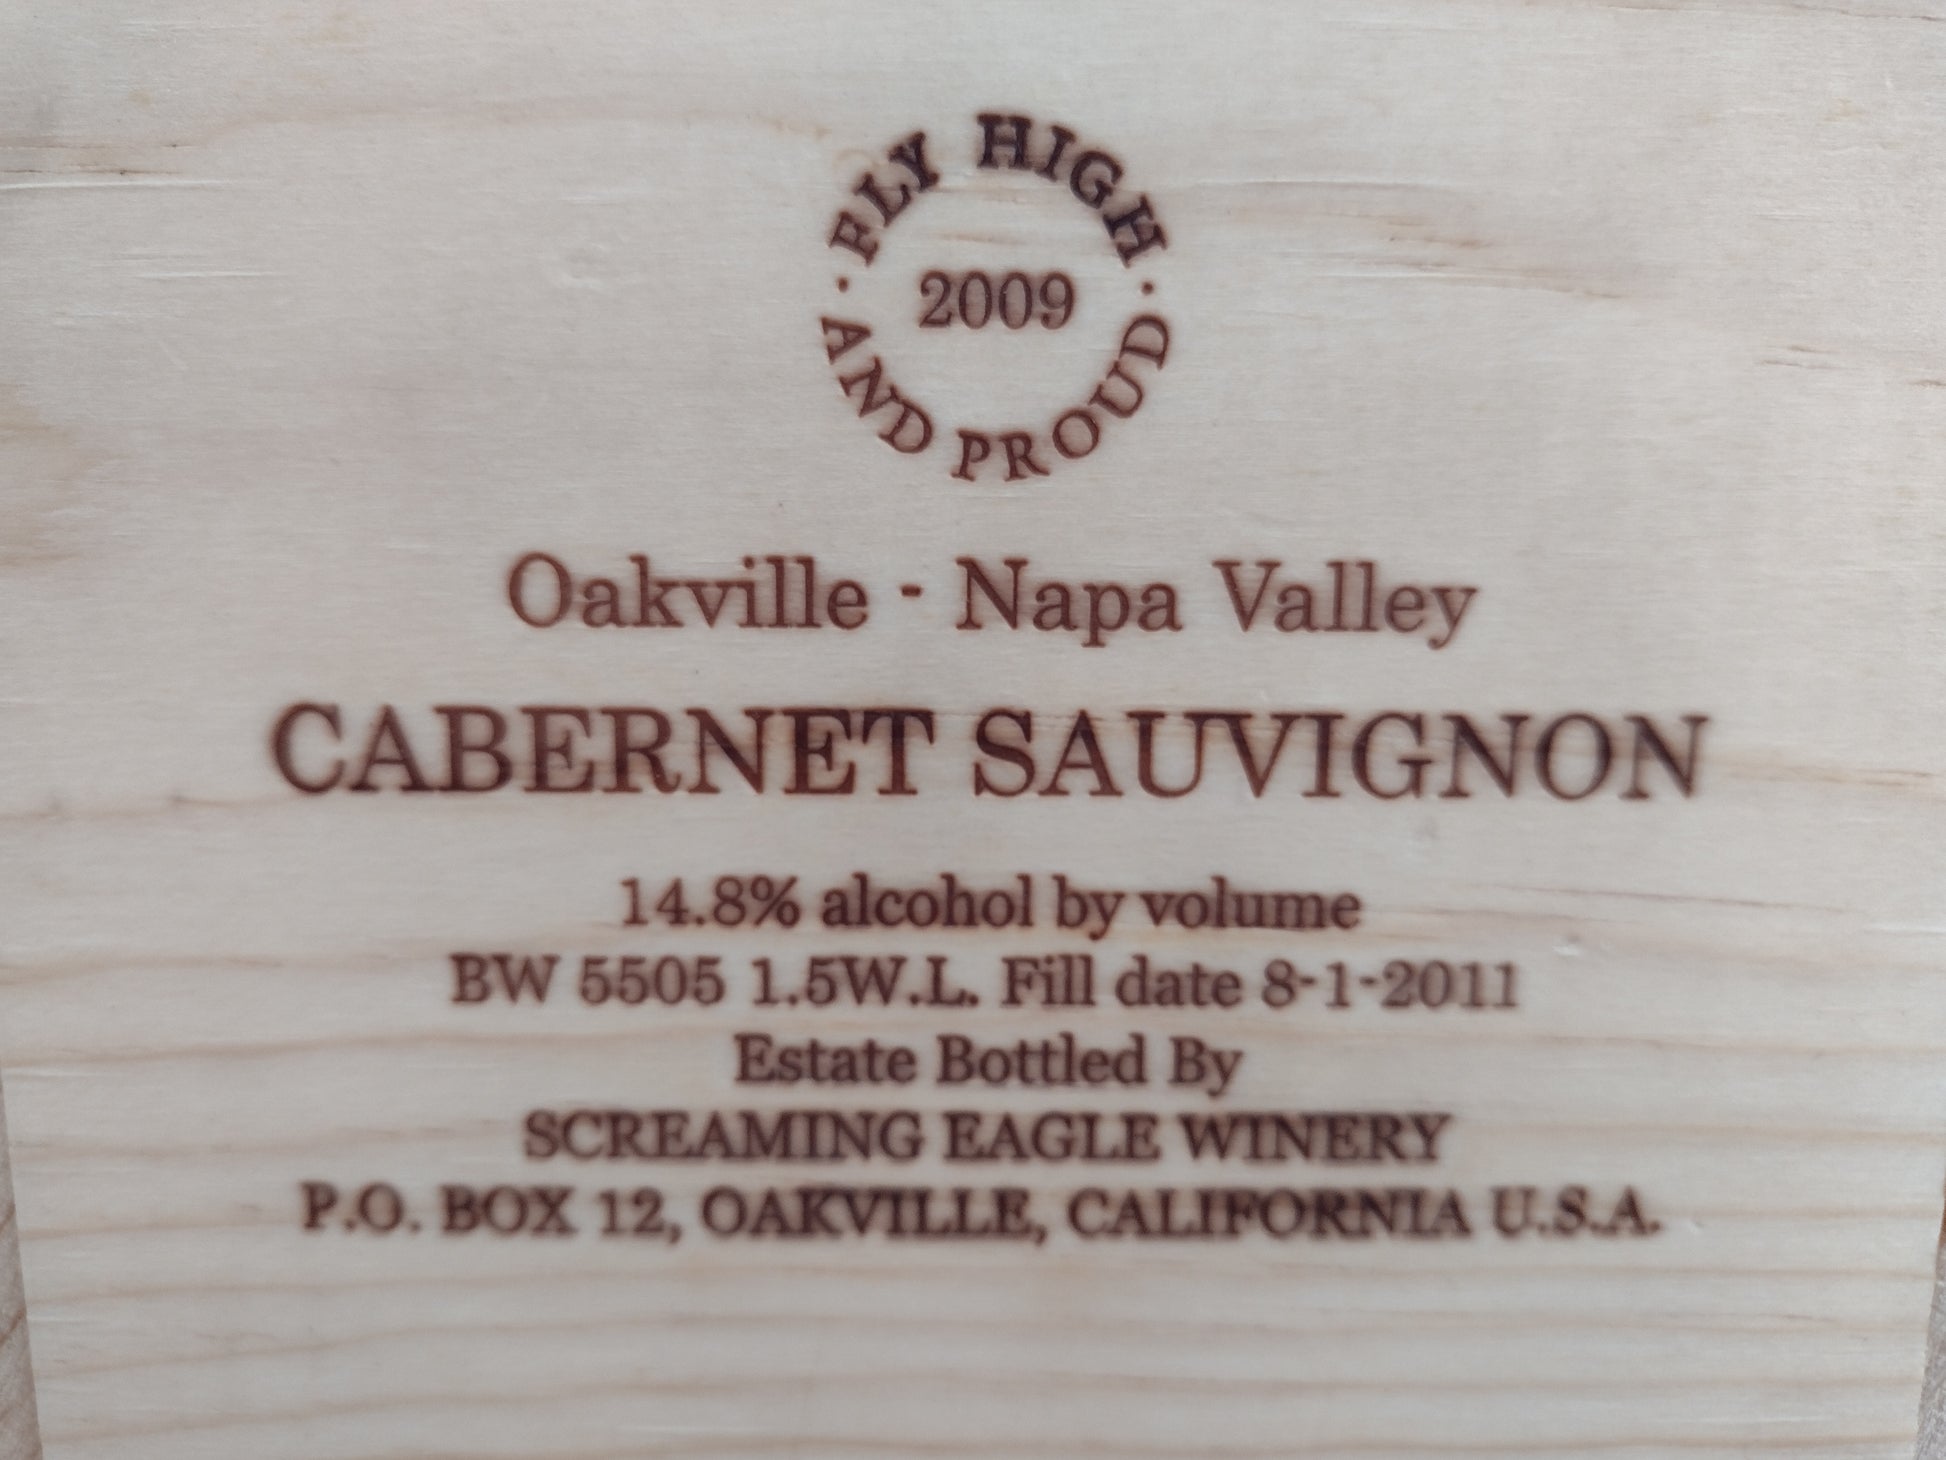 FLY HIGH
2009
· AND PROUD ·
Oakville - Napa Valley
CABERNET SAUVIGNON
14.8% alcohol by volume
BW 5505 1.5W.L. Fill date 8-1-2011
Estate Bottled By
SCREAMING EAGLE WINERY
P.O. BOX 12, OAKVILLE, CALIFORNIA U.S.A.